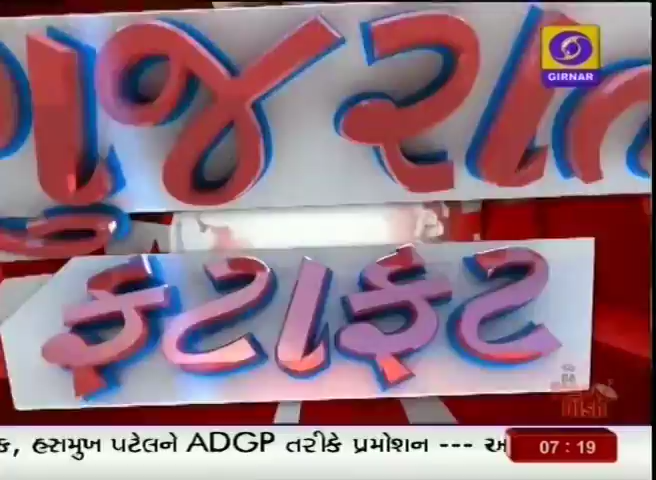 GIRNAR
ગુજરાત
ફટાફટ
ક, હસમુખ પટેલને ADGP તરીકે પ્રમોશન --- અ
07 : 19